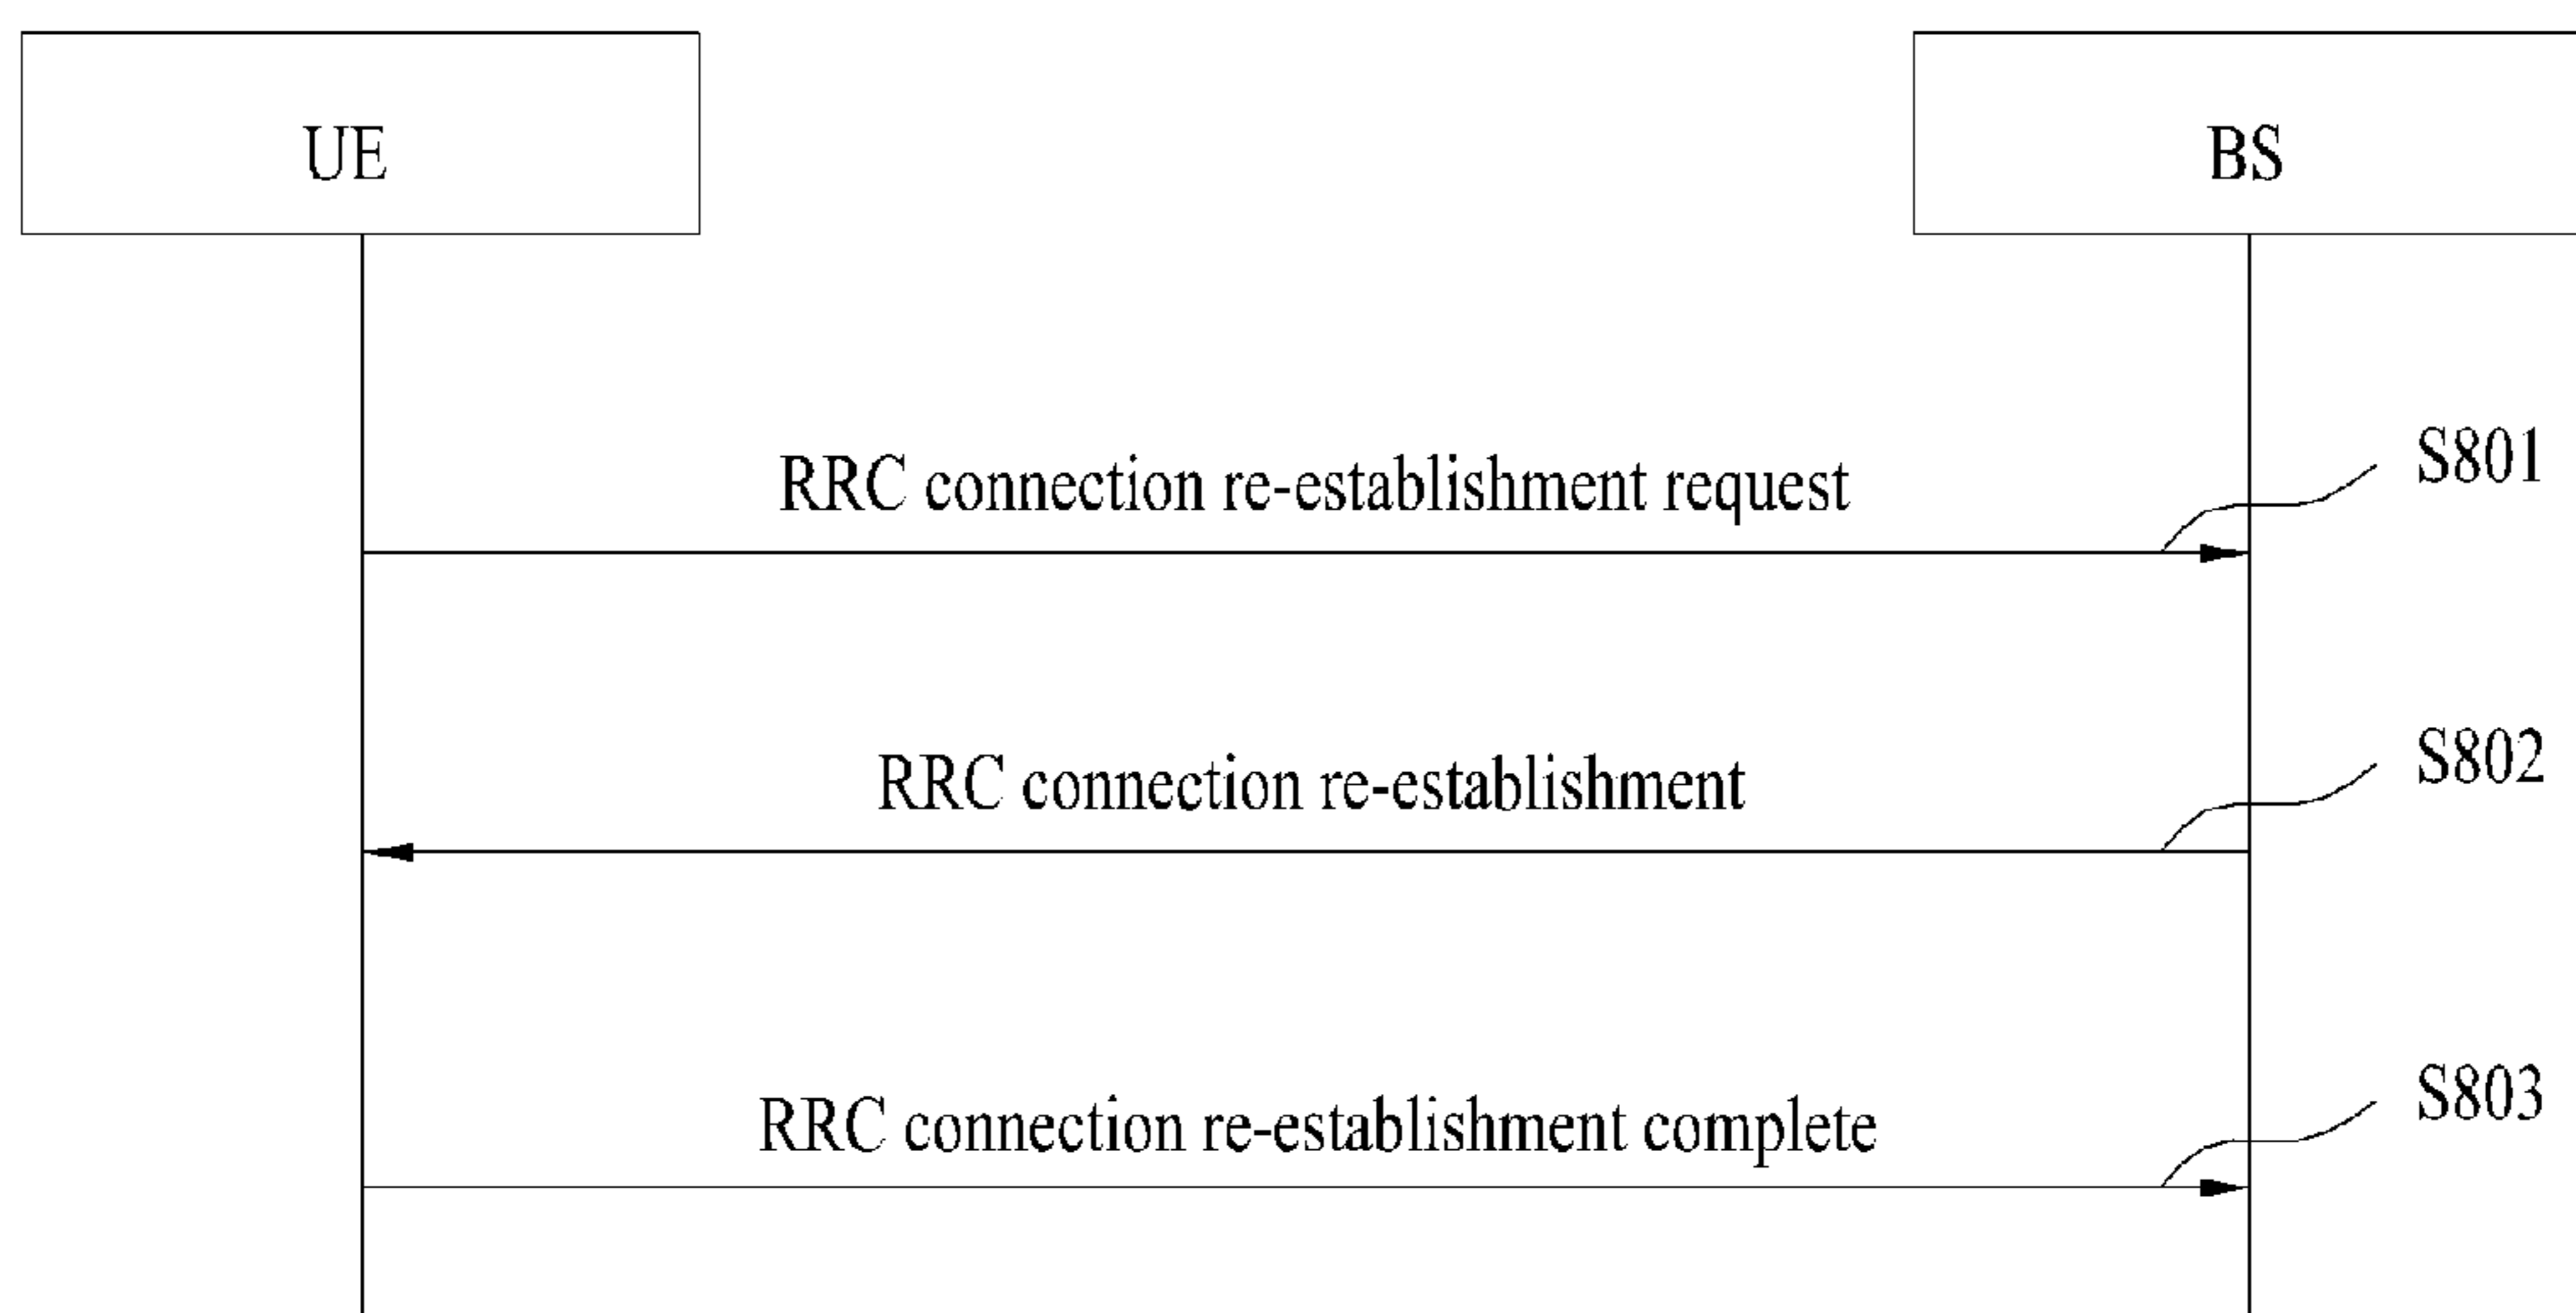 UE
BS
RRC connection re-establishment request
S801
RRC connection re-establishment
S802
RRC connection re-establishment complete
S803